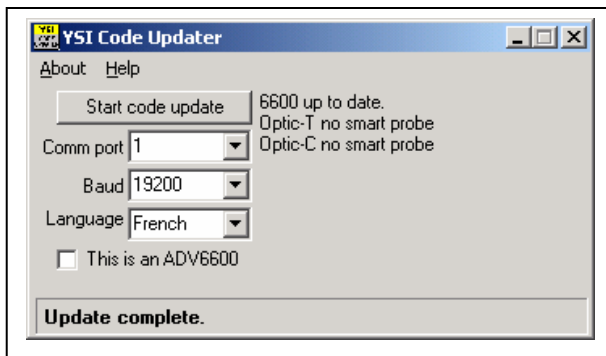 YSI Code Updater
About Help
Start code update
6600 up to date.
Optic-T no smart probe
Optic-C no smart probe
Comm port 1
Baud 19200
Language French
This is an ADV6600
Update complete.